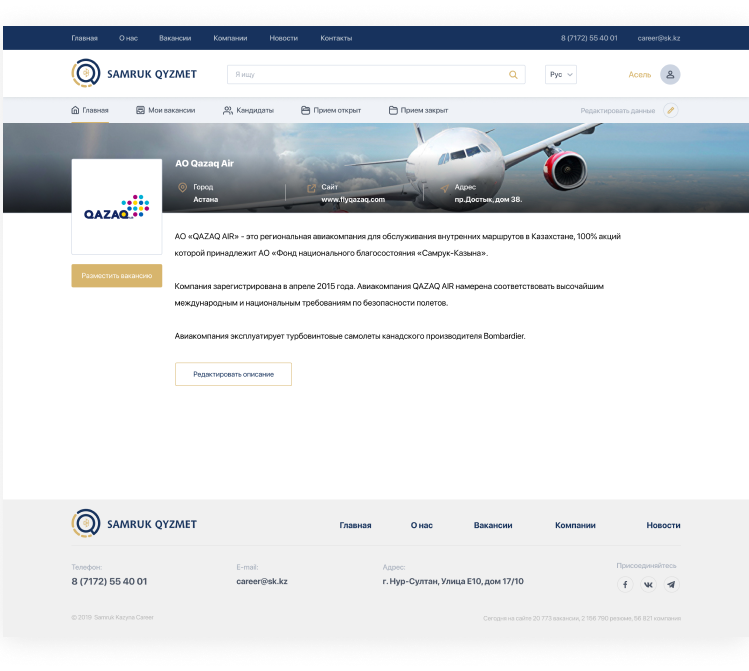 Главная О нас Вакансии Компании Новости Контакты 8 (7172) 55 40 01 career@sk.kz
SAMRUK QYZMET Я ищу Рус Асель
Главная Мои вакансии Кандидаты Прием открыт Прием закрыт Редактировать данные
АО Qazaq Air
Город Сайт Адрес
Астана www.flyqazaq.com пр.Достык, дом 38.
QAZAQ
Разместить вакансию
АО «QAZAQ AIR» - это региональная авиакомпания для обслуживания внутренних маршрутов в Казахстане, 100% акций
которой принадлежит АО «Фонд национального благосостояния «Самрук-Казына».
Компания зарегистрирована в апреле 2015 года. Авиакомпания QAZAQ AIR намерена соответствовать высочайшим
международным и национальным требованиям по безопасности полетов.
Авиакомпания эксплуатирует турбовинтовые самолеты канадского производителя Bombardier.
Редактировать описание
SAMRUK QYZMET Главная О нас Вакансии Компании Новости
Телефон: E-mail: Адрес: Присоединяйтесь
8 (7172) 55 40 01 career@sk.kz г. Нур-Султан, Улица E10, дом 17/10
© 2019 Samruk Kazyna Career Сегодня на сайте 20 773 вакансии, 2 198 790 резюме, 56 821 компания